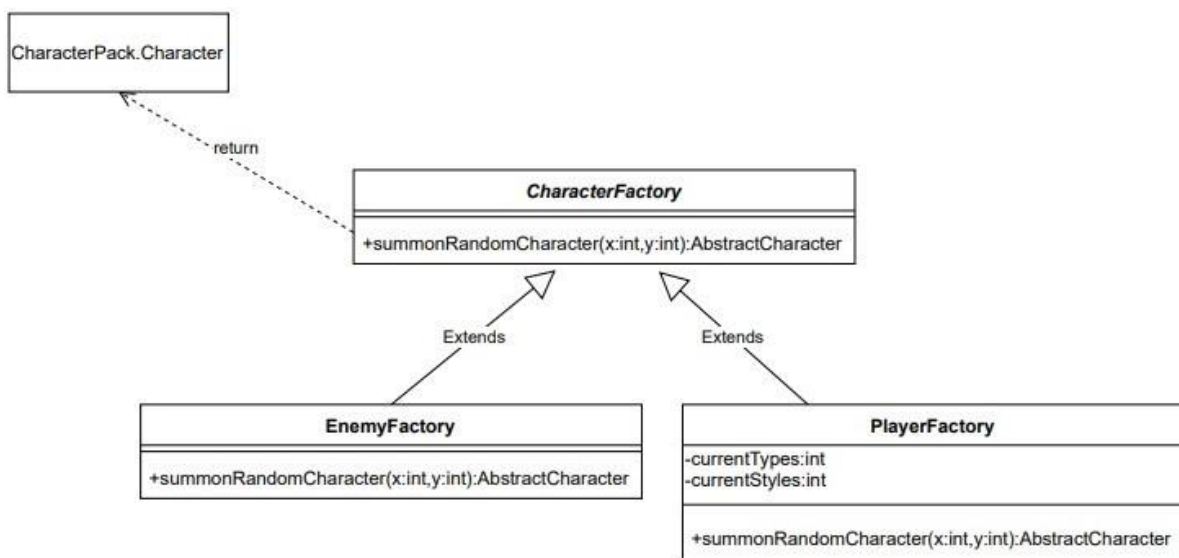 CharacterPack.Character
return
CharacterFactory
+summonRandomCharacter(x:int,y:int):AbstractCharacter
Extends
Extends
EnemyFactory
+summonRandomCharacter(x:int,y:int):AbstractCharacter
PlayerFactory
-currentTypes:int
-currentStyles:int
+summonRandomCharacter(x:int,y:int):AbstractCharacter